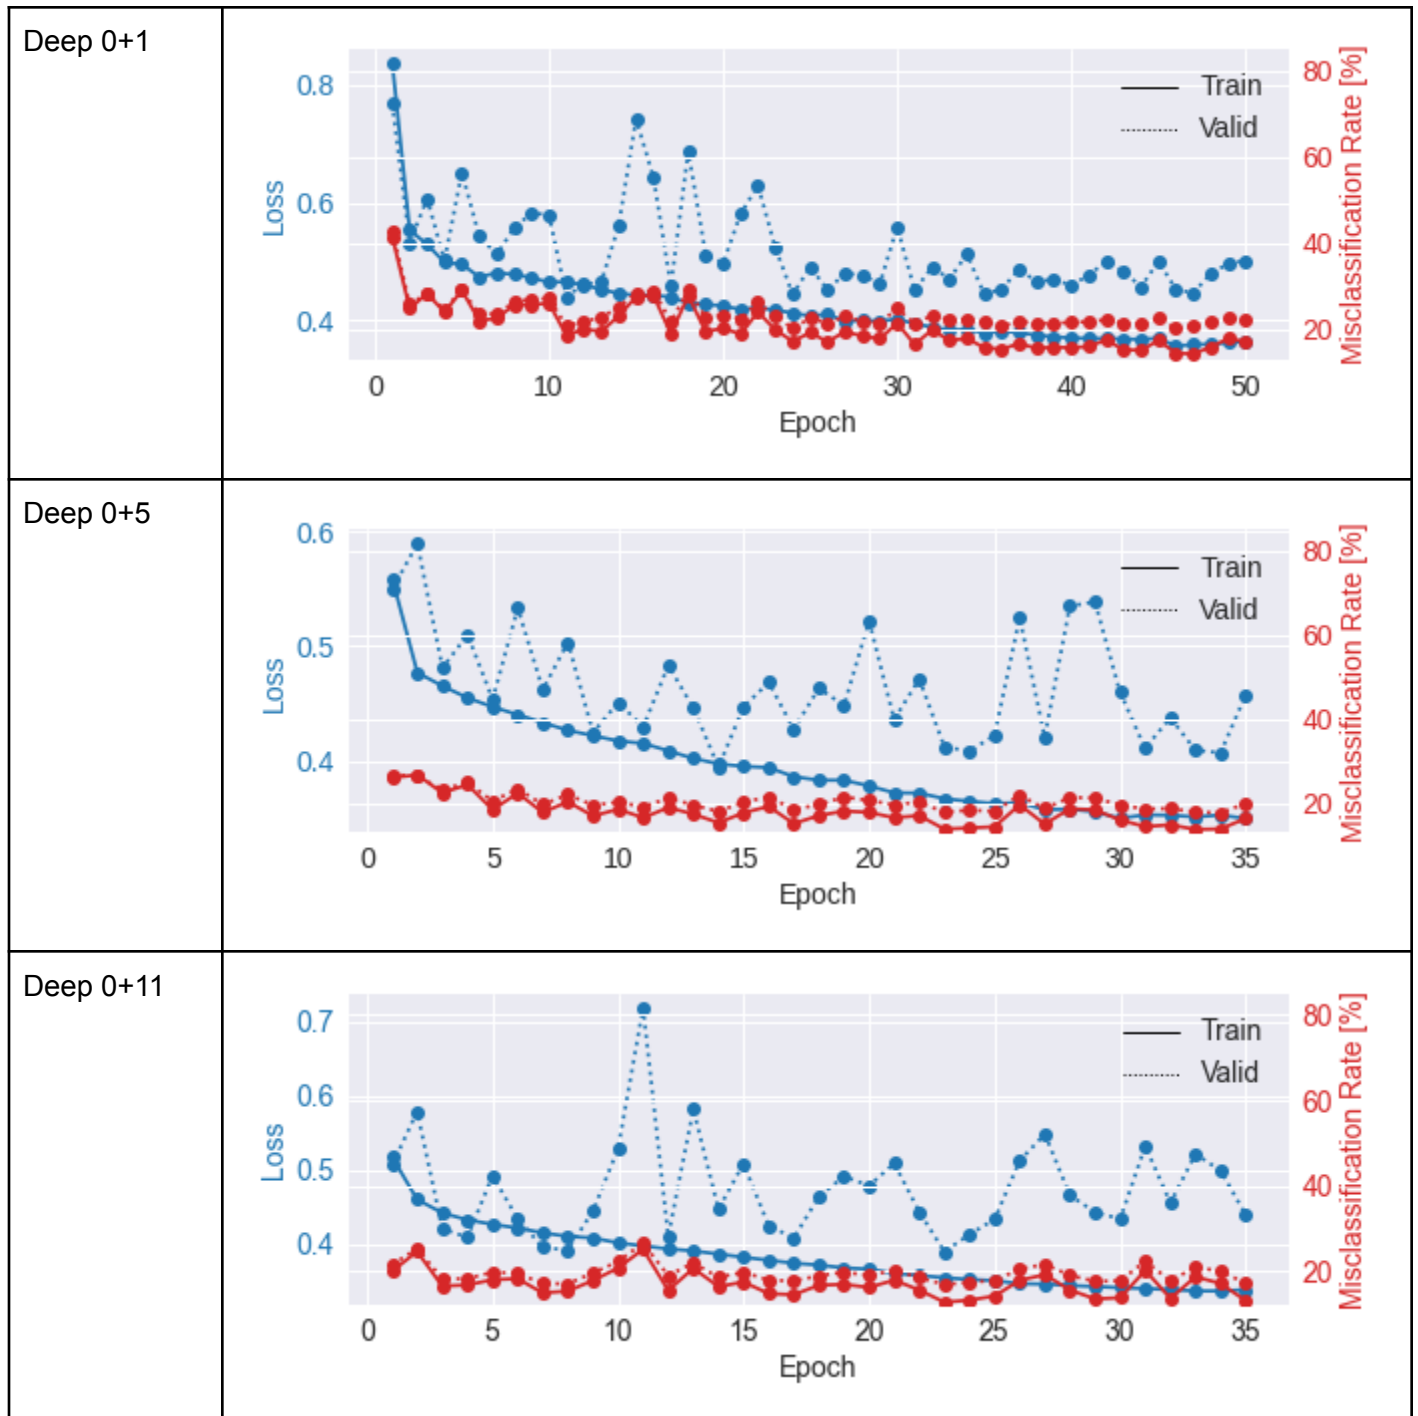 Deep 0+1
0.8
0.6
0.4
Loss
80
60
40
20
Misclassification Rate [%]
Train
Valid
0 10 20 30 40 50
Epoch
Deep 0+5
0.6
0.5
0.4
Loss
80
60
40
20
Misclassification Rate [%]
Train
Valid
0 5 10 15 20 25 30 35
Epoch
Deep 0+11
0.7
0.6
0.5
0.4
Loss
80
60
40
20
Misclassification Rate [%]
Train
Valid
0 5 10 15 20 25 30 35
Epoch